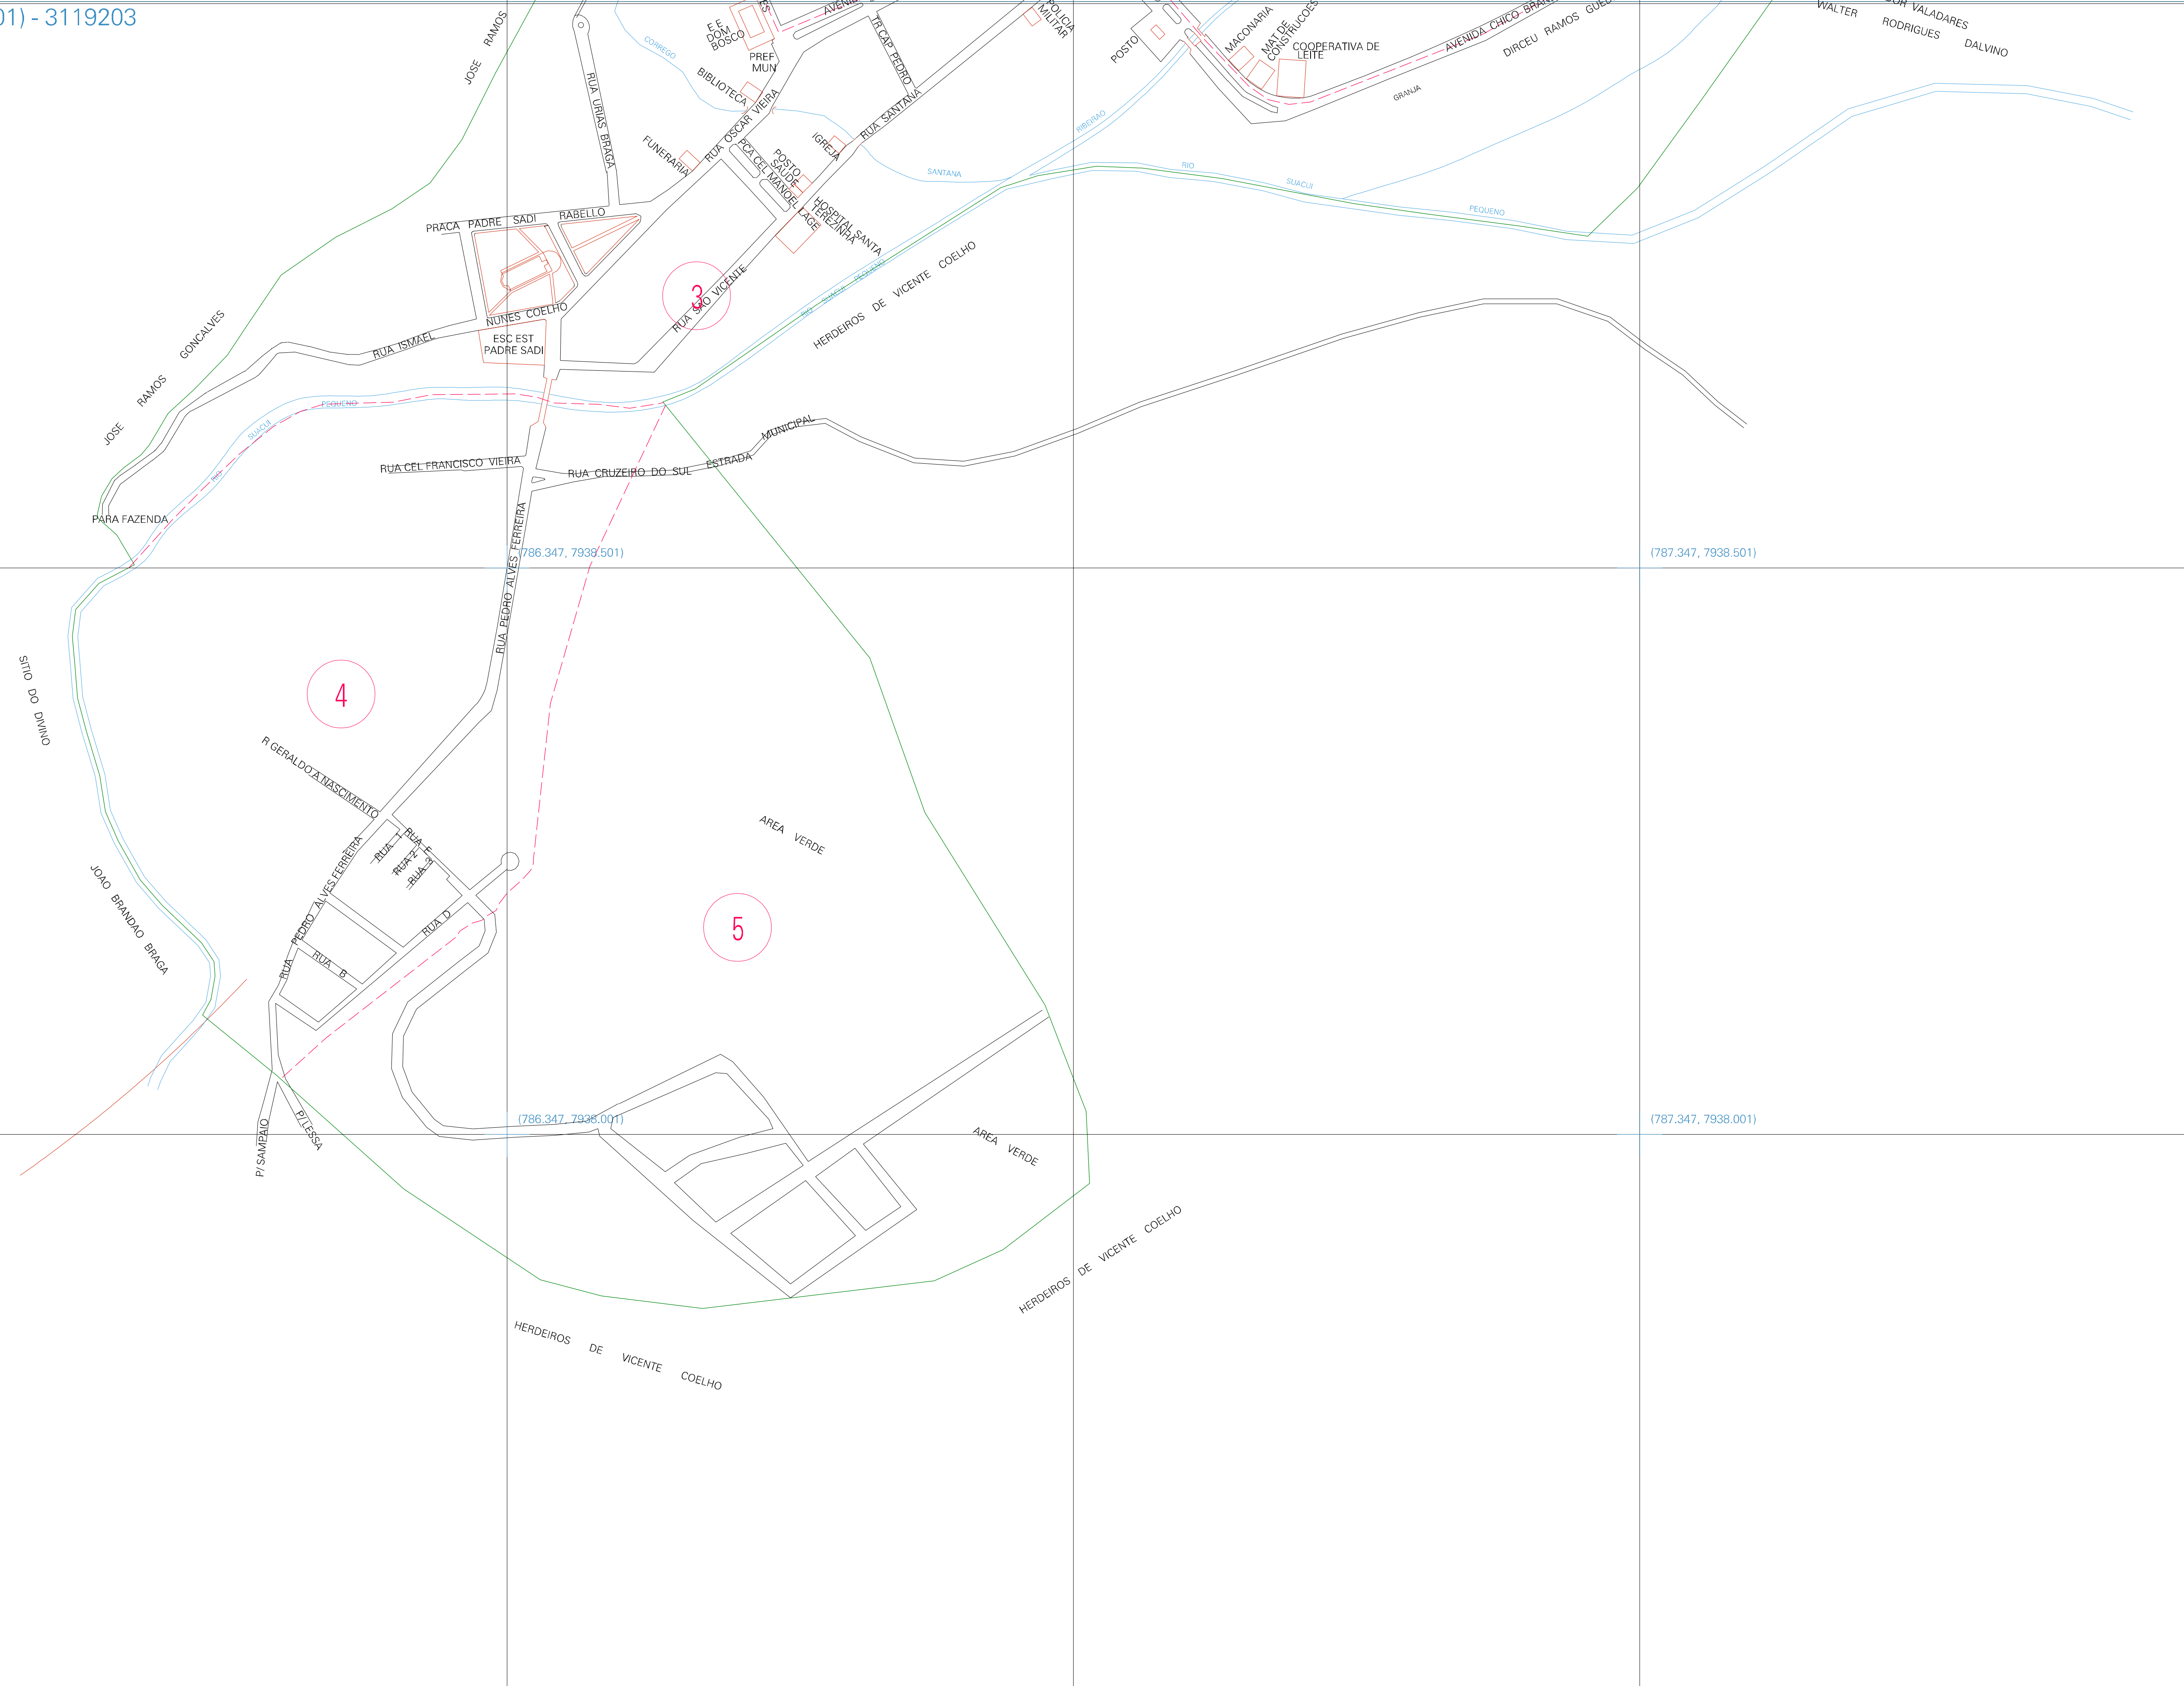 01) - 3119203
JOSE RAMOS
RUA URIAS BRAGA
CORREGO
E E
DOM
BOSCO
PREF
MUN
BIBLIOTECA
TR CAP PEDRO
POLICIA
MILITAR
POSTO
MACONARIA
MAT DE
CONSTRUCOES
COOPERATIVA DE
LEITE
AVENIDA CHICO
DIRCEU RAMOS
VALADARES
WALTER RODRIGUES DALVINO
GRANJA
RUA OSCAR VIEIRA
RUA SANTANA
FUNERARIA
PCA CEL MANOEL LAGE
POSTO
SAUDE
IGREJA
RIBEIRAO
SANTANA
RIO SUACUI PEQUENO
HOSPITAL SANTA
TEREZINHA
PRACA PADRE SADI RABELLO
HERDEIROS DE VICENTE COELHO
RIO SUACUI PEQUENO
3
RUA SAO VICENTE
RUA ISMAEL NUNES COELHO
ESC EST
PADRE SADI
JOSE RAMOS GONCALVES
RIO SUACUI PEQUENO
RUA CEL FRANCISCO VIEIRA
RUA CRUZEIRO DO SUL
ESTRADA MUNICIPAL
PARA FAZENDA
(786.347, 7938.501)
(787.347, 7938.501)
RUA PEDRO ALVES FERREIRA
SITIO DO DIVINO
4
R GERALDO A NASCIMENTO
RUA E
RUA 1
RUA 2
RUA 3
AREA VERDE
RUA PEDRO ALVES FERREIRA
RUA D
RUA B
JOAO BRANDAO BRAGA
5
P/ SAMPAIO
P/ LESSA
(786.347, 7938.001)
(787.347, 7938.001)
AREA VERDE
HERDEIROS DE VICENTE COELHO
HERDEIROS DE VICENTE COELHO